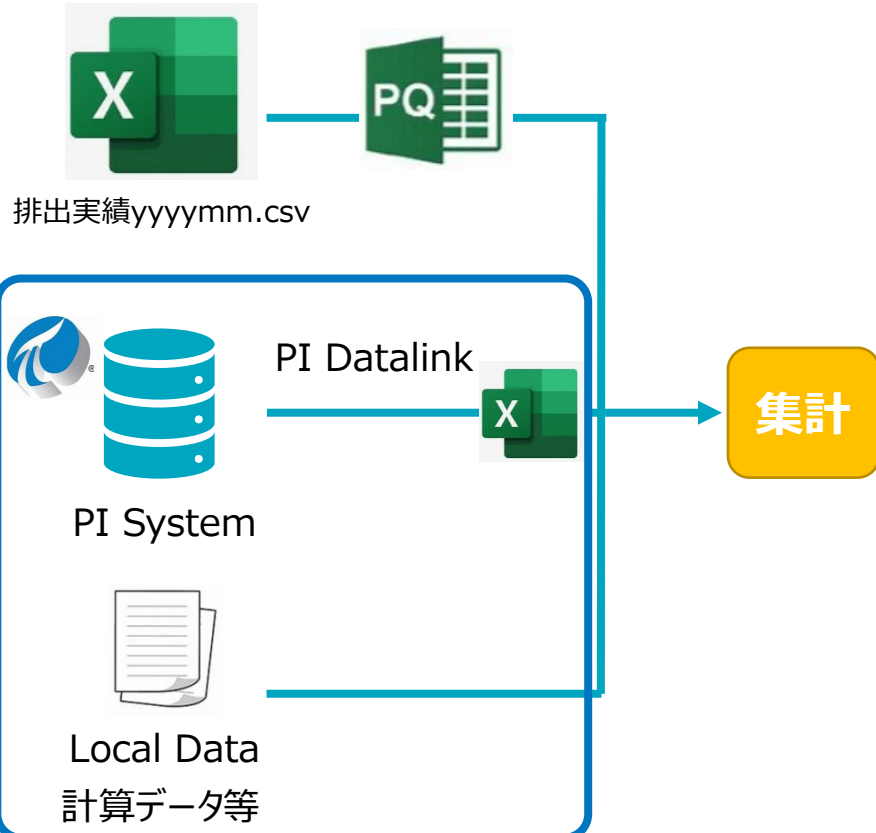 X
PQ
排出実績yyyymm.csv
PI Datalink
X
集計
PI System
Local Data
計算データ等